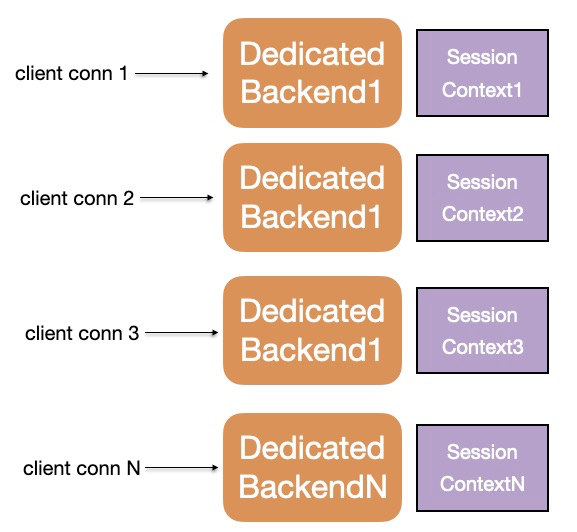 client conn 1
Dedicated
Backend1
Session
Context1
client conn 2
Dedicated
Backend1
Session
Context2
client conn 3
Dedicated
Backend1
Session
Context3
client conn N
Dedicated
BackendN
Session
ContextN